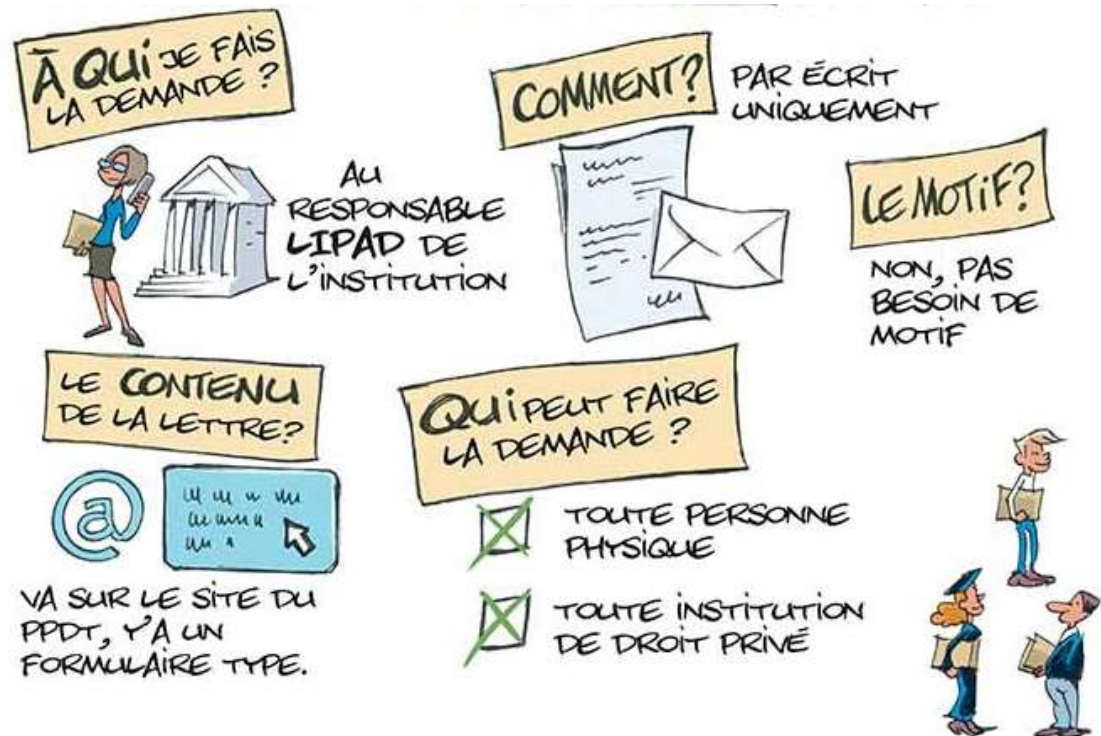 À QUI JE FAIS
LA DEMANDE ?
AU
RESPONSABLE
LIPAD DE
L'INSTITUTION
COMMENT?
PAR ÉCRIT
UNIQUEMENT
LE MOTIF?
NON, PAS
BESOIN DE
MOTIF
LE CONTENU
DE LA LETTRE?
@
VA SUR LE SITE DU
PPDT, Y'A UN
FORMULAIRE TYPE.
QUI PEUT FAIRE
LA DEMANDE ?
TOUTE PERSONNE
PHYSIQUE
TOUTE INSTITUTION
DE DROIT PRIVÉ